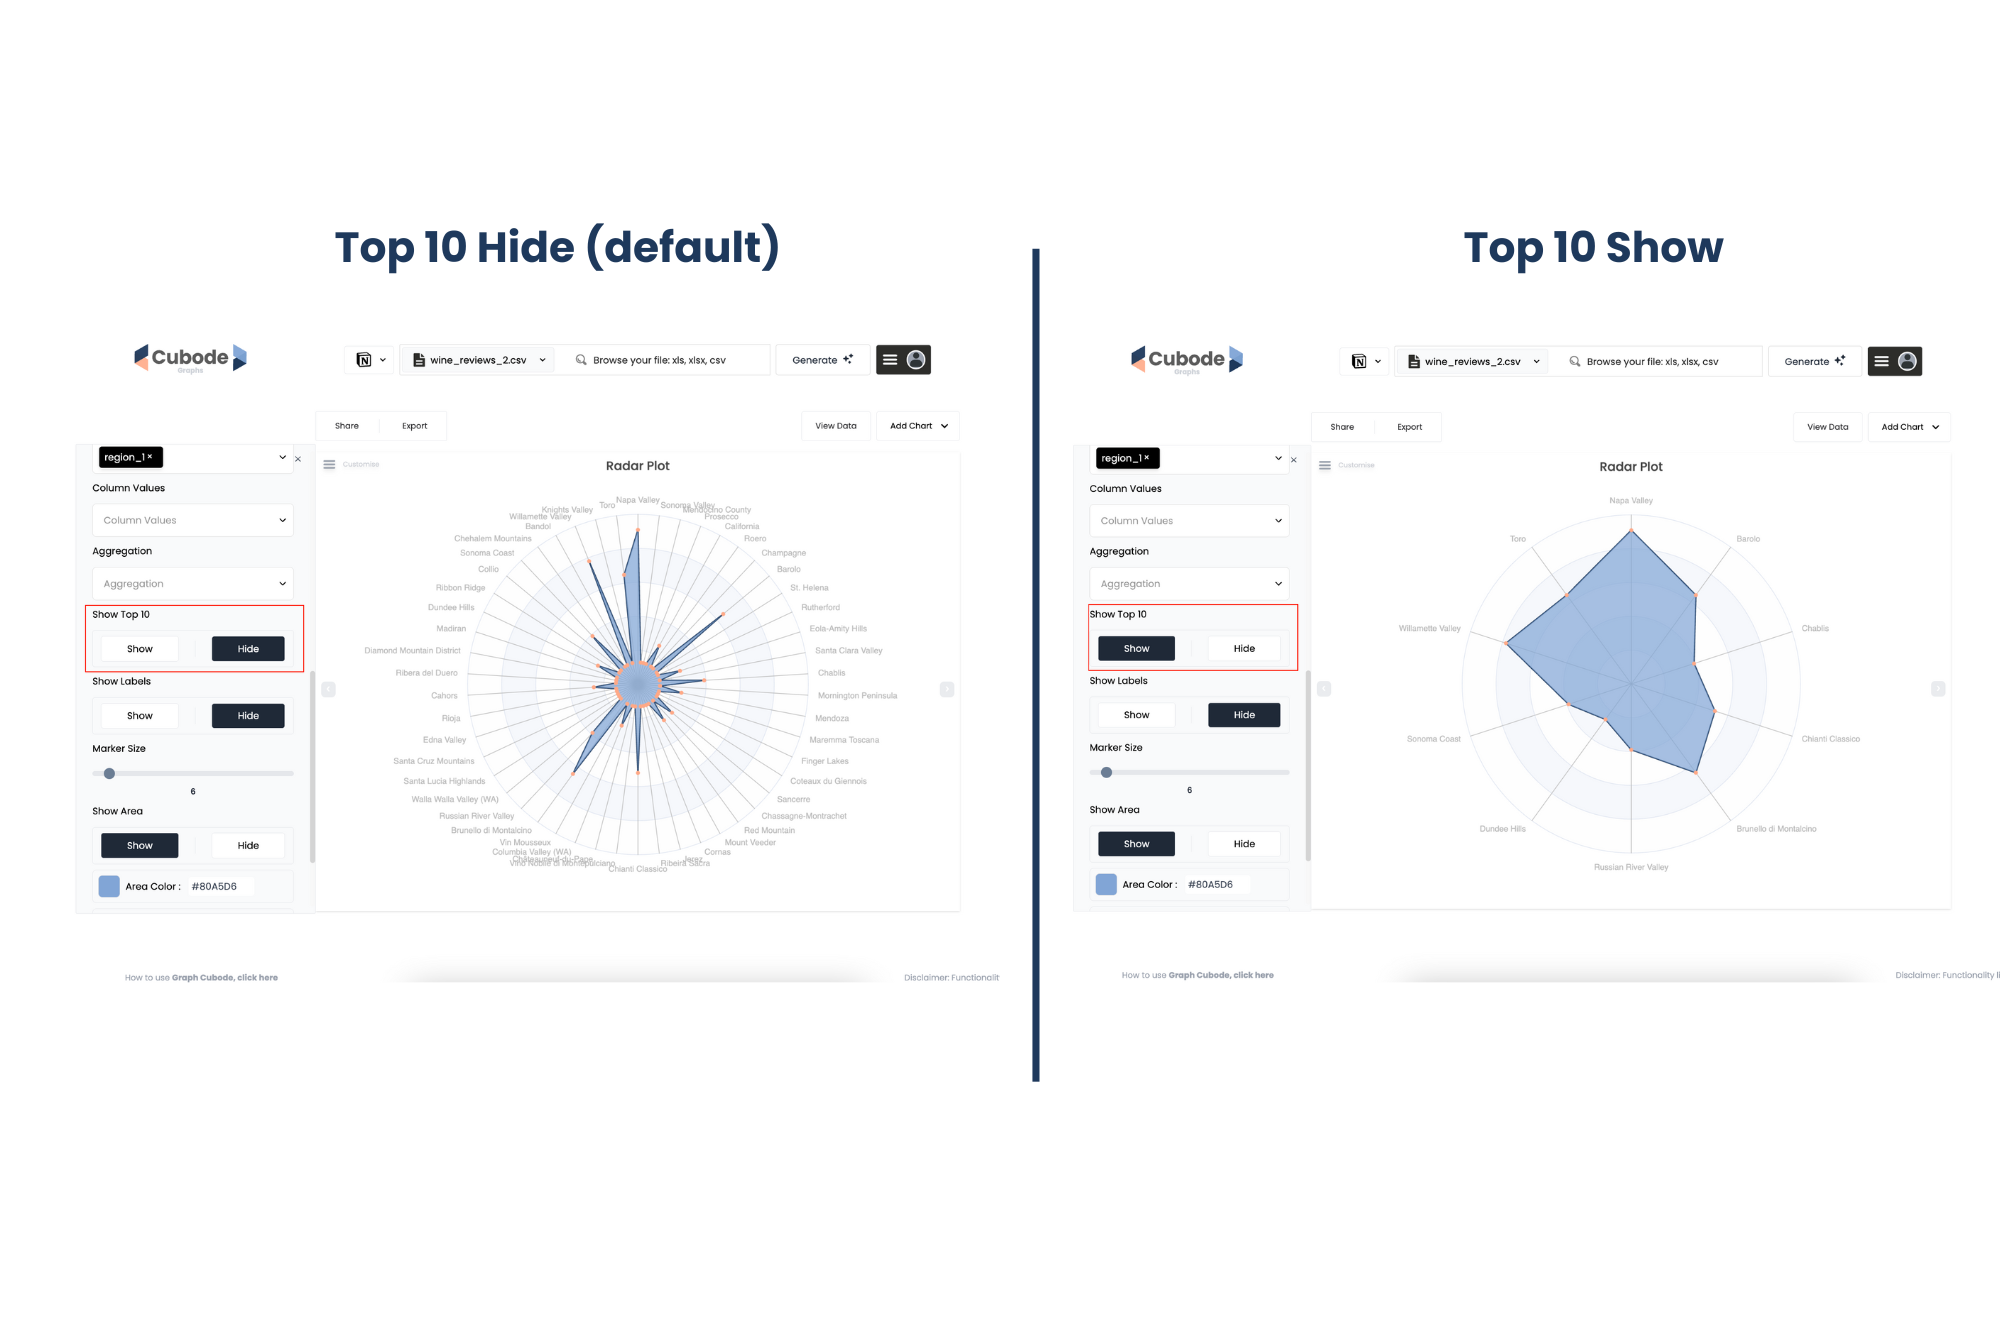 Top 10 Hide (default)
Cubode
Graphs
wine_reviews_2.csv
Browse your file: xls, xlsx, csv
Generate
Share
Export
View Data
Add Chart
region_1 ×
×
Column Values
Column Values
Aggregation
Aggregation
Show Top 10
Show
Hide
Show Labels
Show
Hide
Marker Size
6
Show Area
Show
Hide
Area Color :
#80A5D6
Customise
Radar Plot
Napa Valley
Sonoma Valley
Mendocino County
Prosecco
California
Roero
Champagne
Barolo
St. Helena
Rutherford
Eola-Amity Hills
Santa Clara Valley
Chablis
Mornington Peninsula
Mendoza
Maremma Toscana
Finger Lakes
Coteaux du Giennois
Sancerre
Chassagne-Montrachet
Red Mountain
Mount Veeder
Cornas
Jerez
Ribeira Sacra
Chianti Classico
Vino Nobile di Montepulciano
Châteauneuf-du-Pape
Columbia Valley (WA)
Vin Mousseux
Brunello di Montalcino
Russian River Valley
Walla Walla Valley (WA)
Santa Lucia Highlands
Santa Cruz Mountains
Edna Valley
Rioja
Cahors
Ribera del Duero
Diamond Mountain District
Madiran
Dundee Hills
Ribbon Ridge
Collio
Sonoma Coast
Chehalem Mountains
Bandol
Willamette Valley
Knights Valley
Toro
How to use Graph Cubode, click here
Disclaimer: Functionalit
Top 10 Show
Cubode
Graphs
wine_reviews_2.csv
Browse your file: xls, xlsx, csv
Generate
Share
Export
View Data
Add Chart
region_1 ×
×
Column Values
Column Values
Aggregation
Aggregation
Show Top 10
Show
Hide
Show Labels
Show
Hide
Marker Size
6
Show Area
Show
Hide
Area Color :
#80A5D6
Customise
Radar Plot
Napa Valley
Barolo
Chablis
Chianti Classico
Brunello di Montalcino
Russian River Valley
Dundee Hills
Sonoma Coast
Willamette Valley
Toro
How to use Graph Cubode, click here
Disclaimer: Functionality li